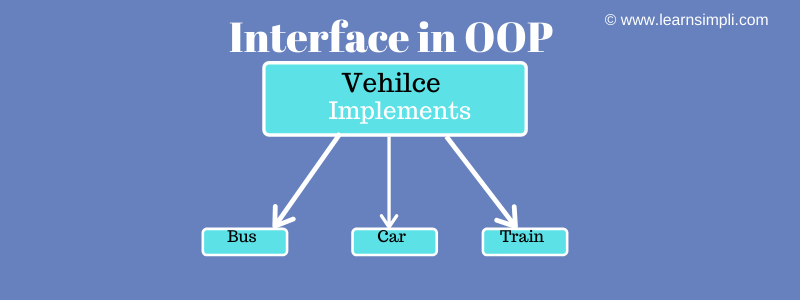 © www.learnsimpli.com
Interface in OOP
Vehilce
Implements
Bus
Car
Train